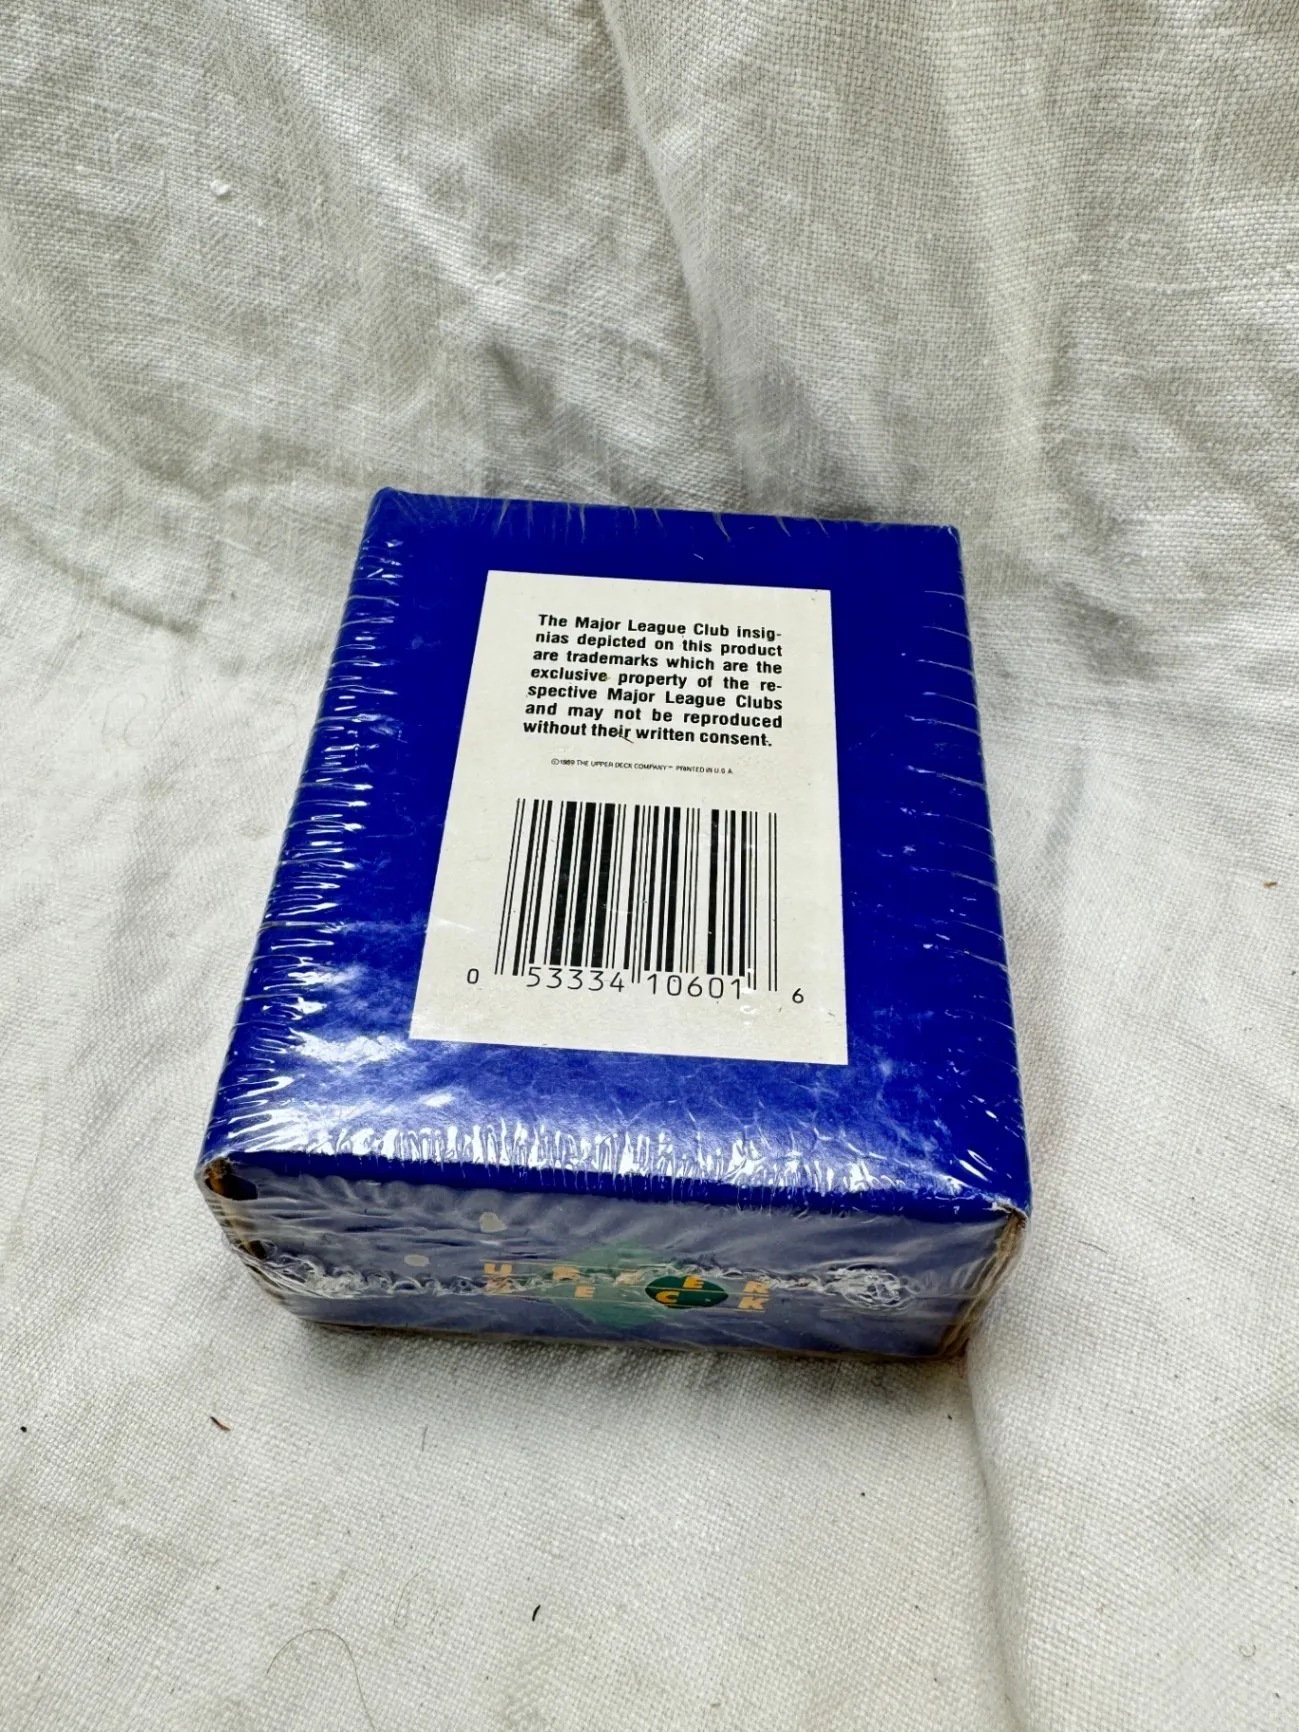 The Major League Club insig-
nias depicted on this product
are trademarks which are the
exclusive property of the re-
spective Major League Clubs
and may not be reproduced
without their written consent.
©1989 THE UPPER DECK COMPANY™ PRINTED IN U.S.A.
0 53334 10601 6
UPPER
DECK